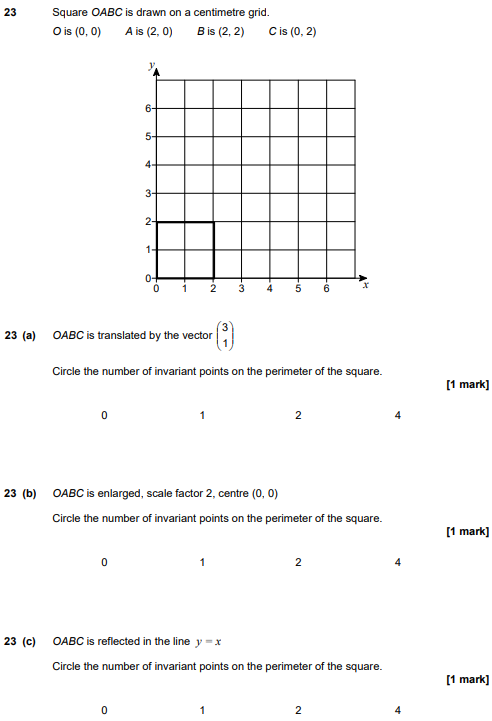 23 Square OABC is drawn on a centimetre grid.
O is (0, 0) A is (2, 0) B is (2, 2) C is (0, 2)
y
6
5
4
3
2
1
0
0 1 2 3 4 5 6 x
23 (a) OABC is translated by the vector (3 1)
Circle the number of invariant points on the perimeter of the square.
[1 mark]
0 1 2 4
23 (b) OABC is enlarged, scale factor 2, centre (0, 0)
Circle the number of invariant points on the perimeter of the square.
[1 mark]
0 1 2 4
23 (c) OABC is reflected in the line y = x
Circle the number of invariant points on the perimeter of the square.
[1 mark]
0 1 2 4